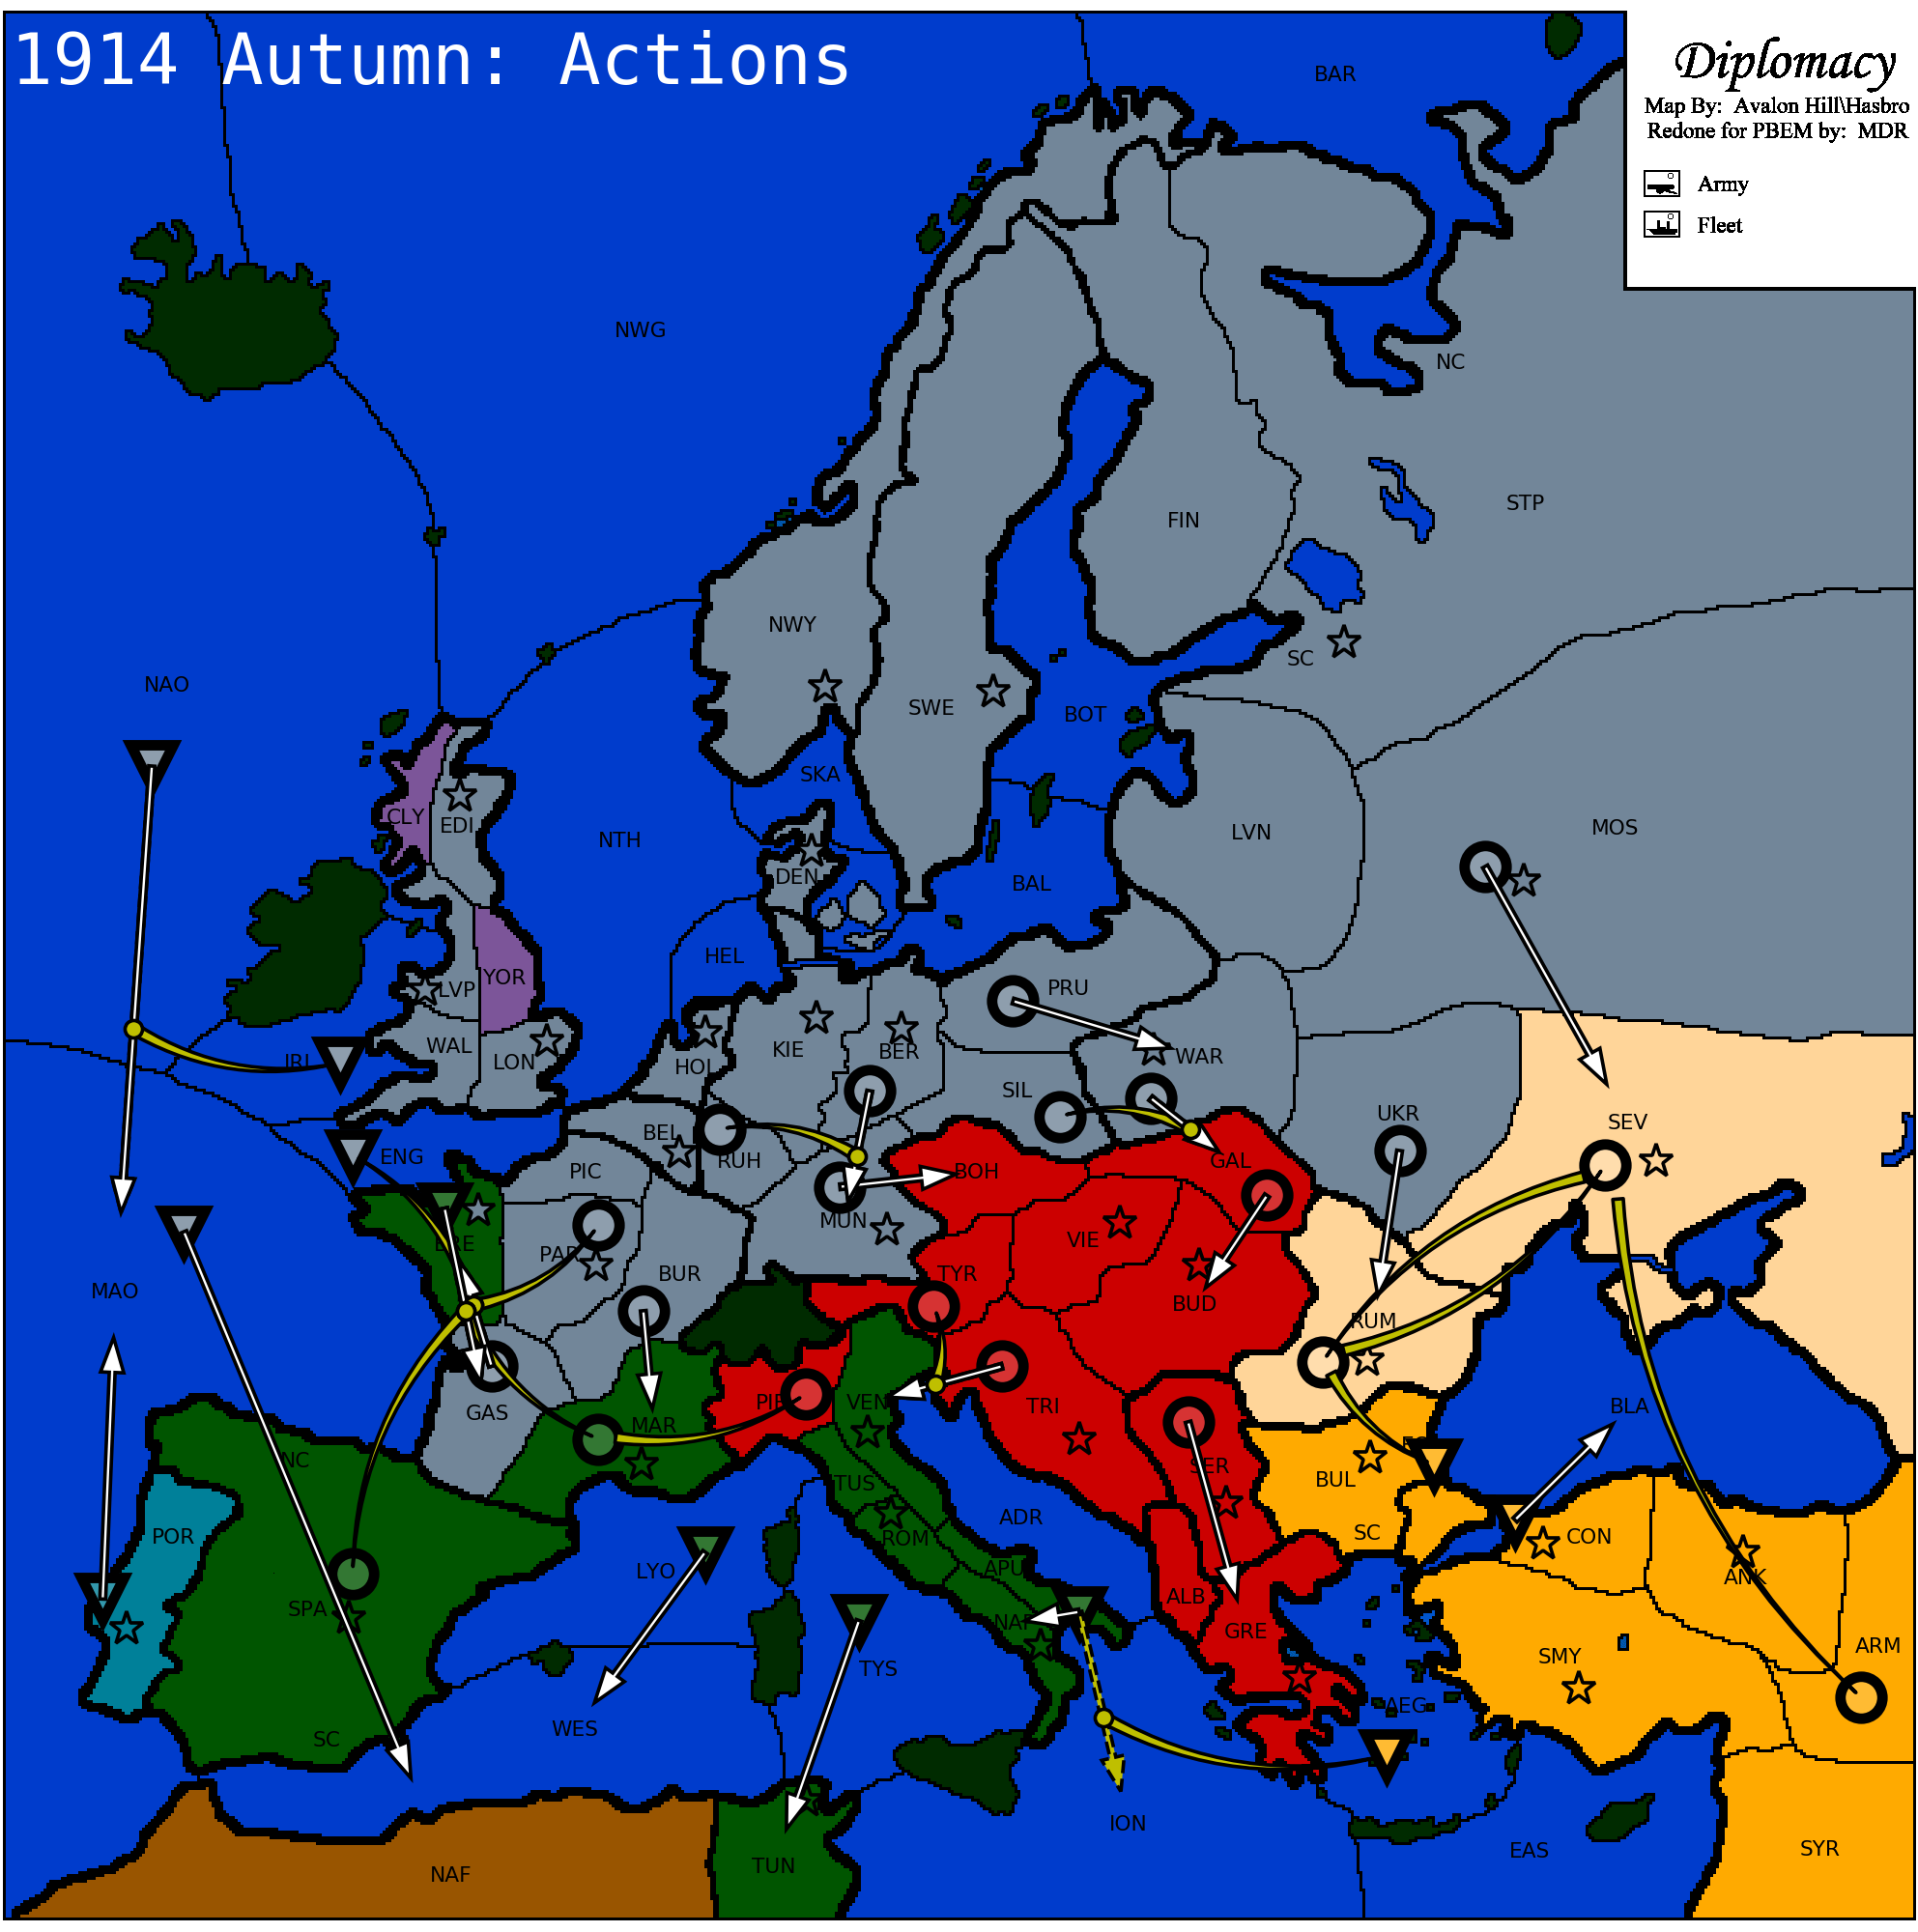 1914 Autumn: Actions
Diplomacy
Map By: Avalon Hill\Hasbro
Redone for PBEM by: MDR
Army
Fleet
BAR
NWG
NC
STP
FIN
NWY
SC
NAO
SWE
BOT
SKA
CLY
EDI
NTH
LVN
MOS
DEN
BAL
HEL
YOR
PRU
LVP
WAL
LON
IRI
HOL
KIE
BER
WAR
SIL
UKR
SEV
BEL
ENG
PIC
RUH
BOH
GAL
MUN
BRE
PAR
VIE
BUR
TYR
MAO
BUD
RUM
PIE
VEN
GAS
MAR
TRI
BLA
NC
SER
BUL
TUS
ADR
POR
ROM
SC
CON
LYO
APU
ANK
ALB
SPA
NAP
GRE
ARM
TYS
SMY
AEG
WES
SC
ION
EAS
SYR
TUN
NAF